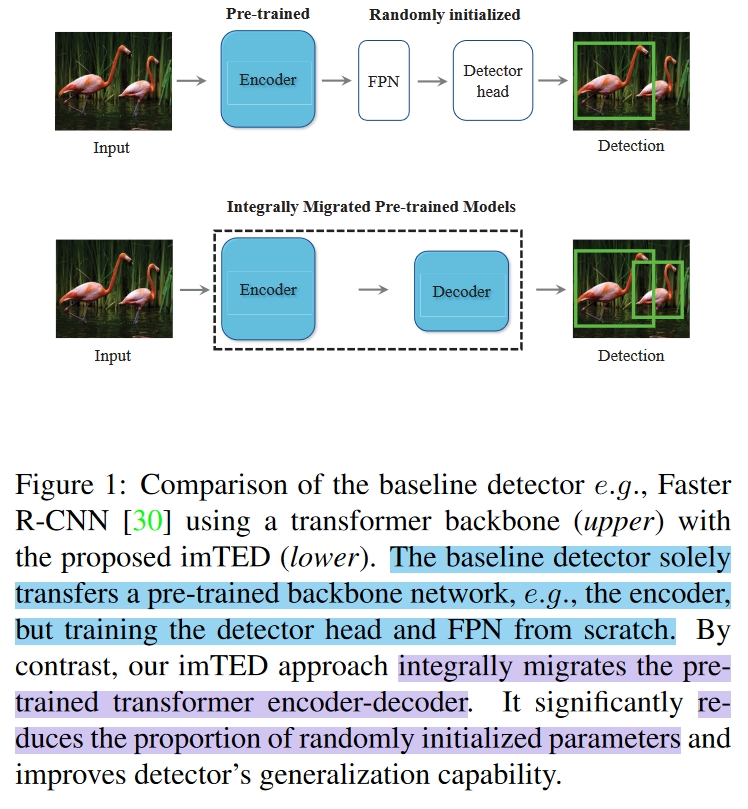 Pre-trained
Randomly initialized
Encoder
FPN
Detector
head
Input
Detection
Integrally Migrated Pre-trained Models
Encoder
Decoder
Input
Detection
Figure 1: Comparison of the baseline detector e.g., Faster
R-CNN [30] using a transformer backbone (upper) with
the proposed imTED (lower). The baseline detector solely
transfers a pre-trained backbone network, e.g., the encoder,
but training the detector head and FPN from scratch. By
contrast, our imTED approach integrally migrates the pre-
trained transformer encoder-decoder. It significantly re-
duces the proportion of randomly initialized parameters and
improves detector's generalization capability.